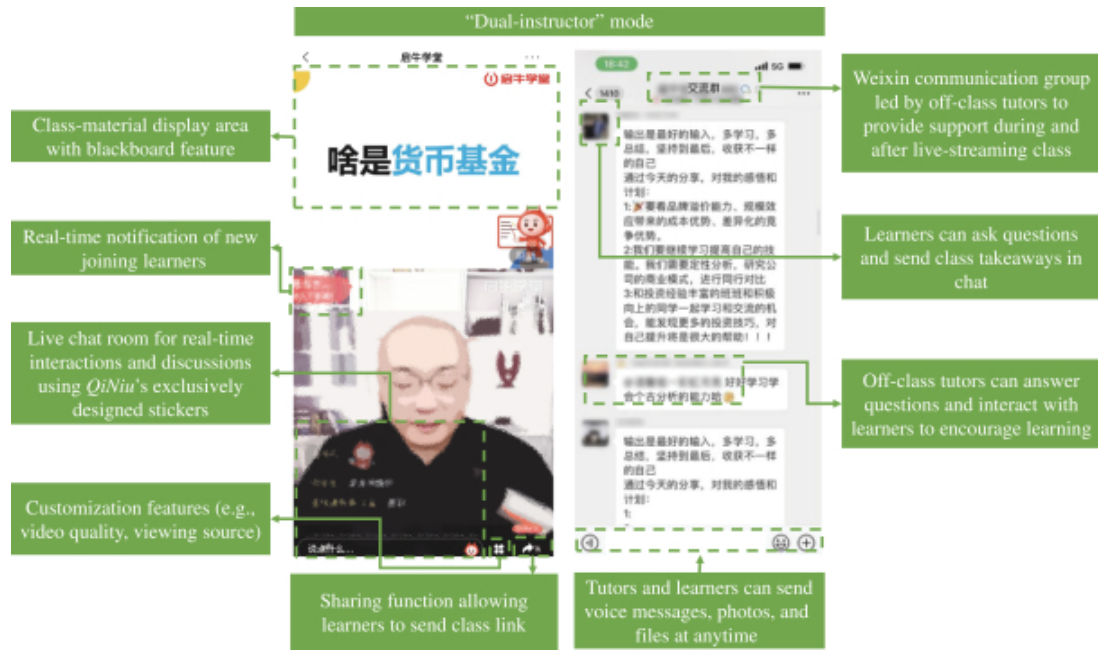 “Dual-instructor” mode
启牛学堂
启牛学堂
啥是货币基金
Class-material display area
with blackboard feature
Real-time notification of new
joining learners
Live chat room for real-time
interactions and discussions
using QiNiu’s exclusively
designed stickers
Customization features (e.g.,
video quality, viewing source)
说点什么...
Sharing function allowing
learners to send class link
18:42
5G
1410
交流群
输出是最好的输入，多学习，多
总结，坚持到最后，收获不一样
的自己
通过今天的分享，对我的感悟和
计划：
1:要看品牌溢价能力、规模效
应带来的成本优势、差异化的竞
争优势。
2:我们要继续学习提高自己的技
能。我们需要定性分析，研究公
司的商业模式，进行同行对比
3:和投资经验丰富的班班和积极
向上的同学一起学习和交流的机
会，能发现更多的投资技巧，对
自己提升将是很大的帮助！！！
好好学习学
会个古分析的能力哈
输出是最好的输入，多学习，多
总结，坚持到最后，收获不一样
的自己
通过今天的分享，对我的感悟和
计划：
1:
Weixin communication group
led by off-class tutors to
provide support during and
after live-streaming class
Learners can ask questions
and send class takeaways in
chat
Off-class tutors can answer
questions and interact with
learners to encourage learning
Tutors and learners can send
voice messages, photos, and
files at anytime